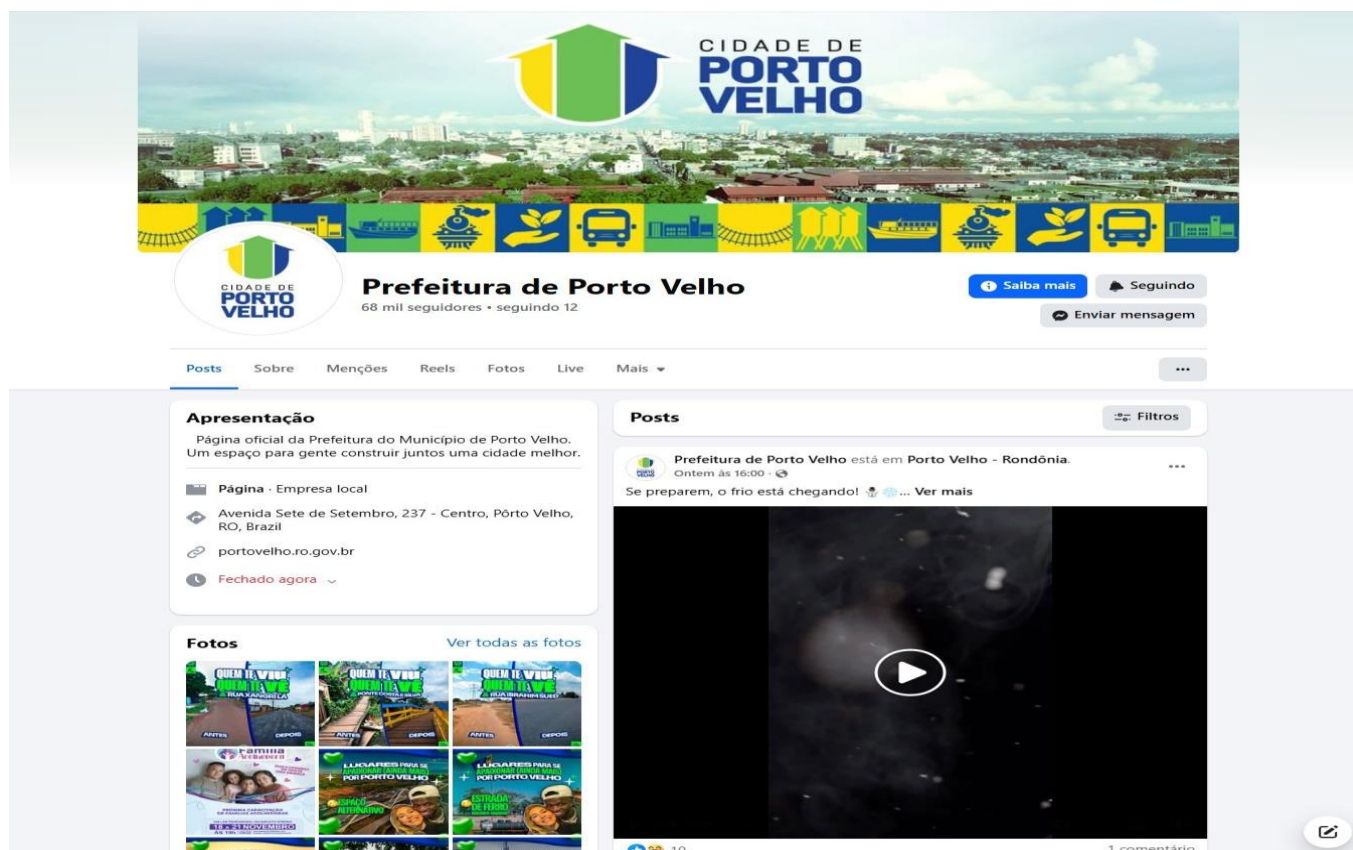 CIDADE DE
PORTO
VELHO
CIDADE DE
PORTO
VELHO
Prefeitura de Porto Velho
68 mil seguidores • seguindo 12
Saiba mais
Seguindo
Enviar mensagem
Posts Sobre Menções Reels Fotos Live Mais
Apresentação
Página oficial da Prefeitura do Município de Porto Velho.
Um espaço para gente construir juntos uma cidade melhor.
Página · Empresa local
Avenida Sete de Setembro, 237 - Centro, Pôrto Velho,
RO, Brazil
portovelho.ro.gov.br
Fechado agora
Fotos
Ver todas as fotos
QUEM TE VIU
QUEM TE VÊ
RUA XANGRILÁ
ANTES DEPOIS
QUEM TE VIU
QUEM TE VÊ
ANTES DEPOIS
QUEM TE VIU
QUEM TE VÊ
RUA IBRAHIM SUED
ANTES DEPOIS
Família
Acolhedora
18 a 21 NOVEMBRO
LUGARES PARA SE
APAIXONAR (AINDA MAIS)
POR PORTO VELHO
ESPAÇO
ALTERNATIVO
LUGARES PARA SE
APAIXONAR (AINDA MAIS)
POR PORTO VELHO
ESTRADA
DE FERRO
Posts
Filtros
Prefeitura de Porto Velho está em Porto Velho - Rondônia.
Ontem às 16:00
Se preparem, o frio está chegando! ☃️❄️... Ver mais
10
1 comentário